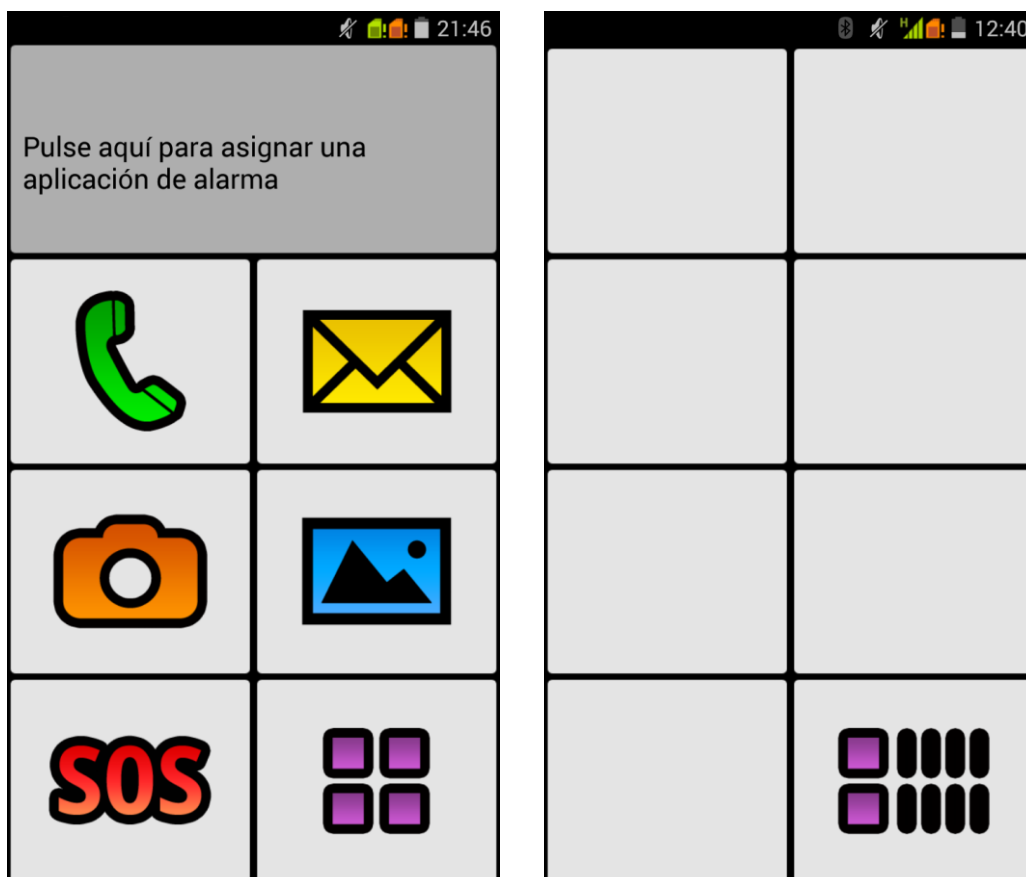 21:46
Pulse aquí para asignar una
aplicación de alarma
SOS
H
12:40